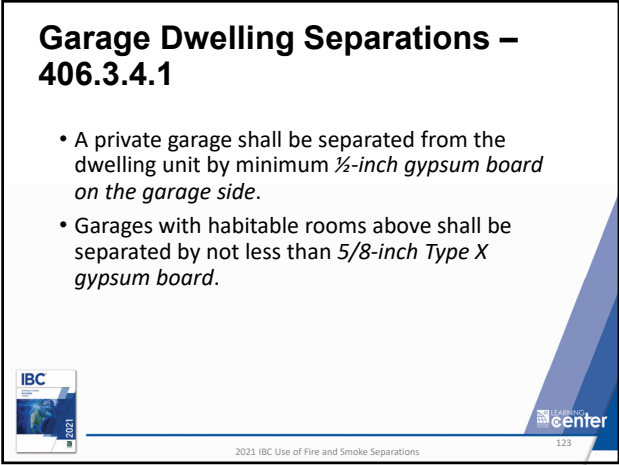 Garage Dwelling Separations –
406.3.4.1
• A private garage shall be separated from the
dwelling unit by minimum ½-inch gypsum board
on the garage side.
• Garages with habitable rooms above shall be
separated by not less than 5/8-inch Type X
gypsum board.
IBC
2021
LEARNING
center
2021 IBC Use of Fire and Smoke Separations
123